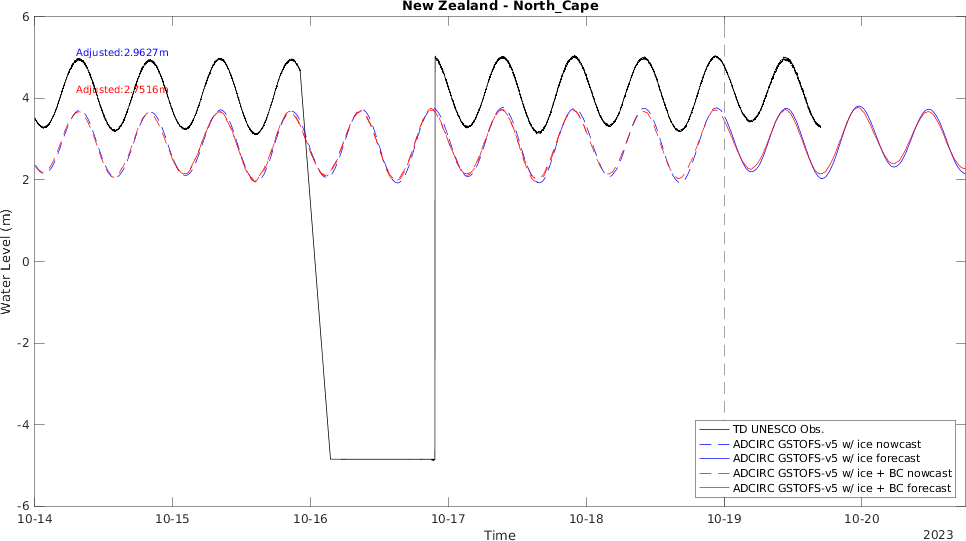 New Zealand - North_Cape
Adjusted:2.9627m
Adjusted:2.7516m
6
4
2
0
-2
-4
-6
Water Level (m)
10-14
10-15
10-16
10-17
10-18
10-19
10-20
Time
2023
TD UNESCO Obs.
ADCIRC GSTOFS-v5 w/ ice nowcast
ADCIRC GSTOFS-v5 w/ ice forecast
ADCIRC GSTOFS-v5 w/ ice + BC nowcast
ADCIRC GSTOFS-v5 w/ ice + BC forecast